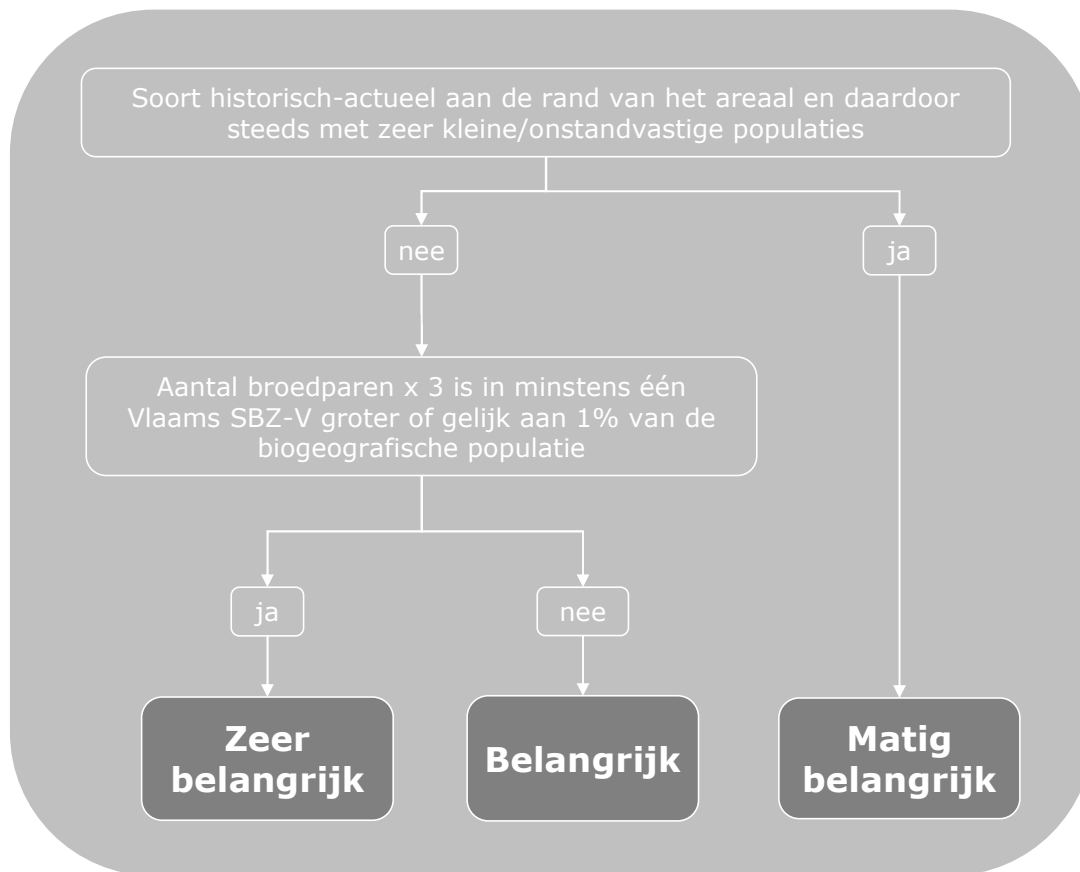 Soort historisch-actueel aan de rand van het areaal en daardoor
steeds met zeer kleine/onstandvastige populaties
nee
ja
Aantal broedparen x 3 is in minstens één
Vlaams SBZ-V groter of gelijk aan 1% van de
biogeografische populatie
ja
nee
Zeer
belangrijk
Belangrijk
Matig
belangrijk